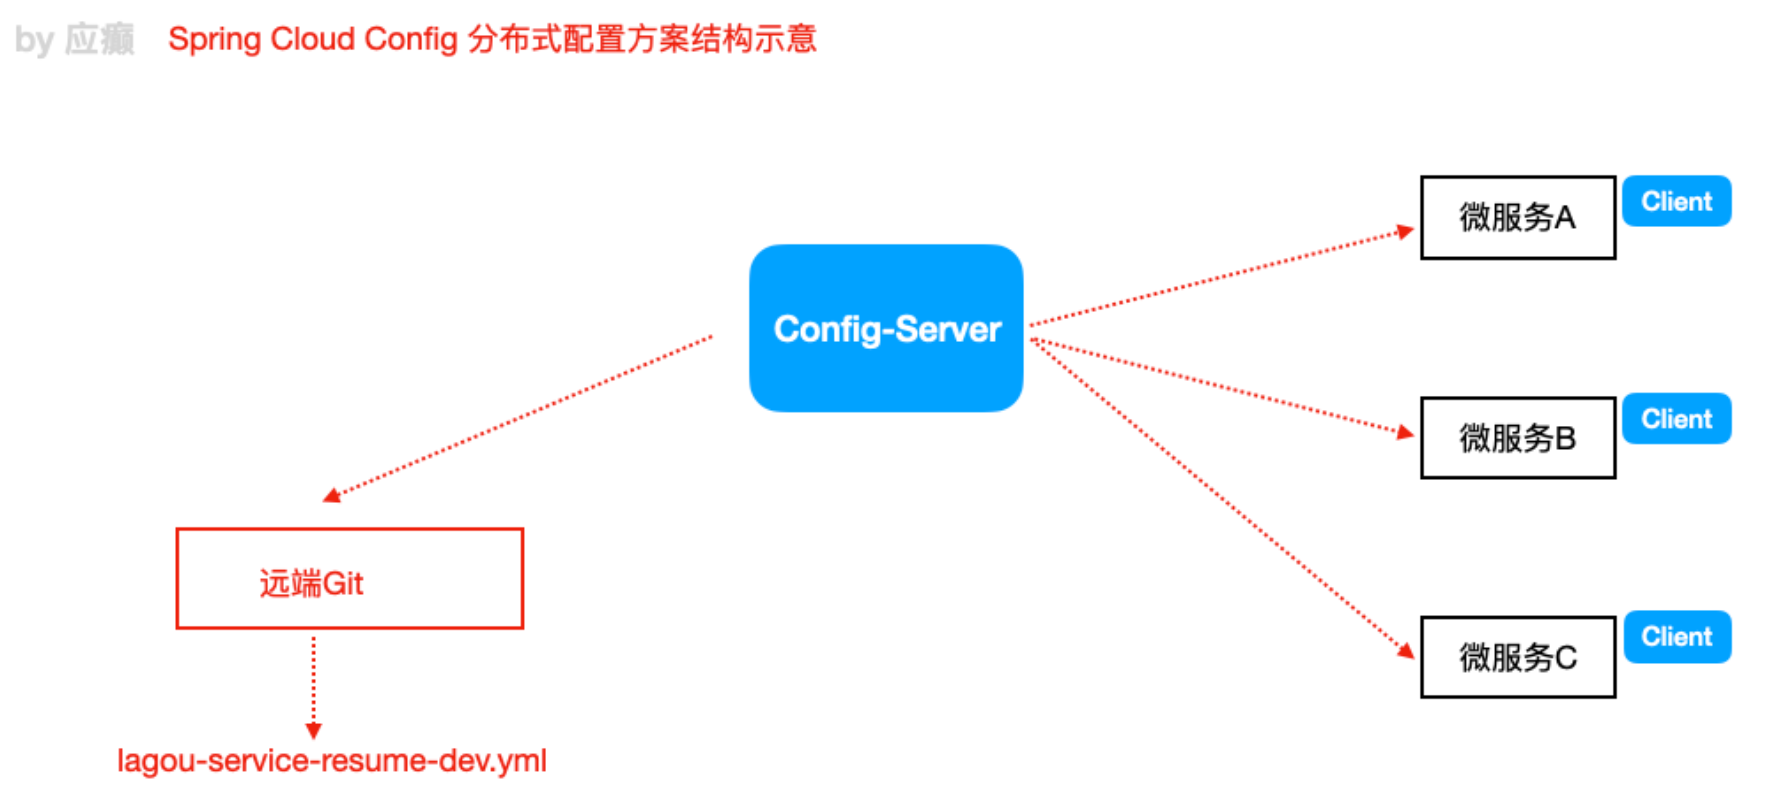 by 应癫 Spring Cloud Config 分布式配置方案结构示意
微服务A Client
Config-Server
微服务B Client
远端Git
微服务C Client
lagou-service-resume-dev.yml